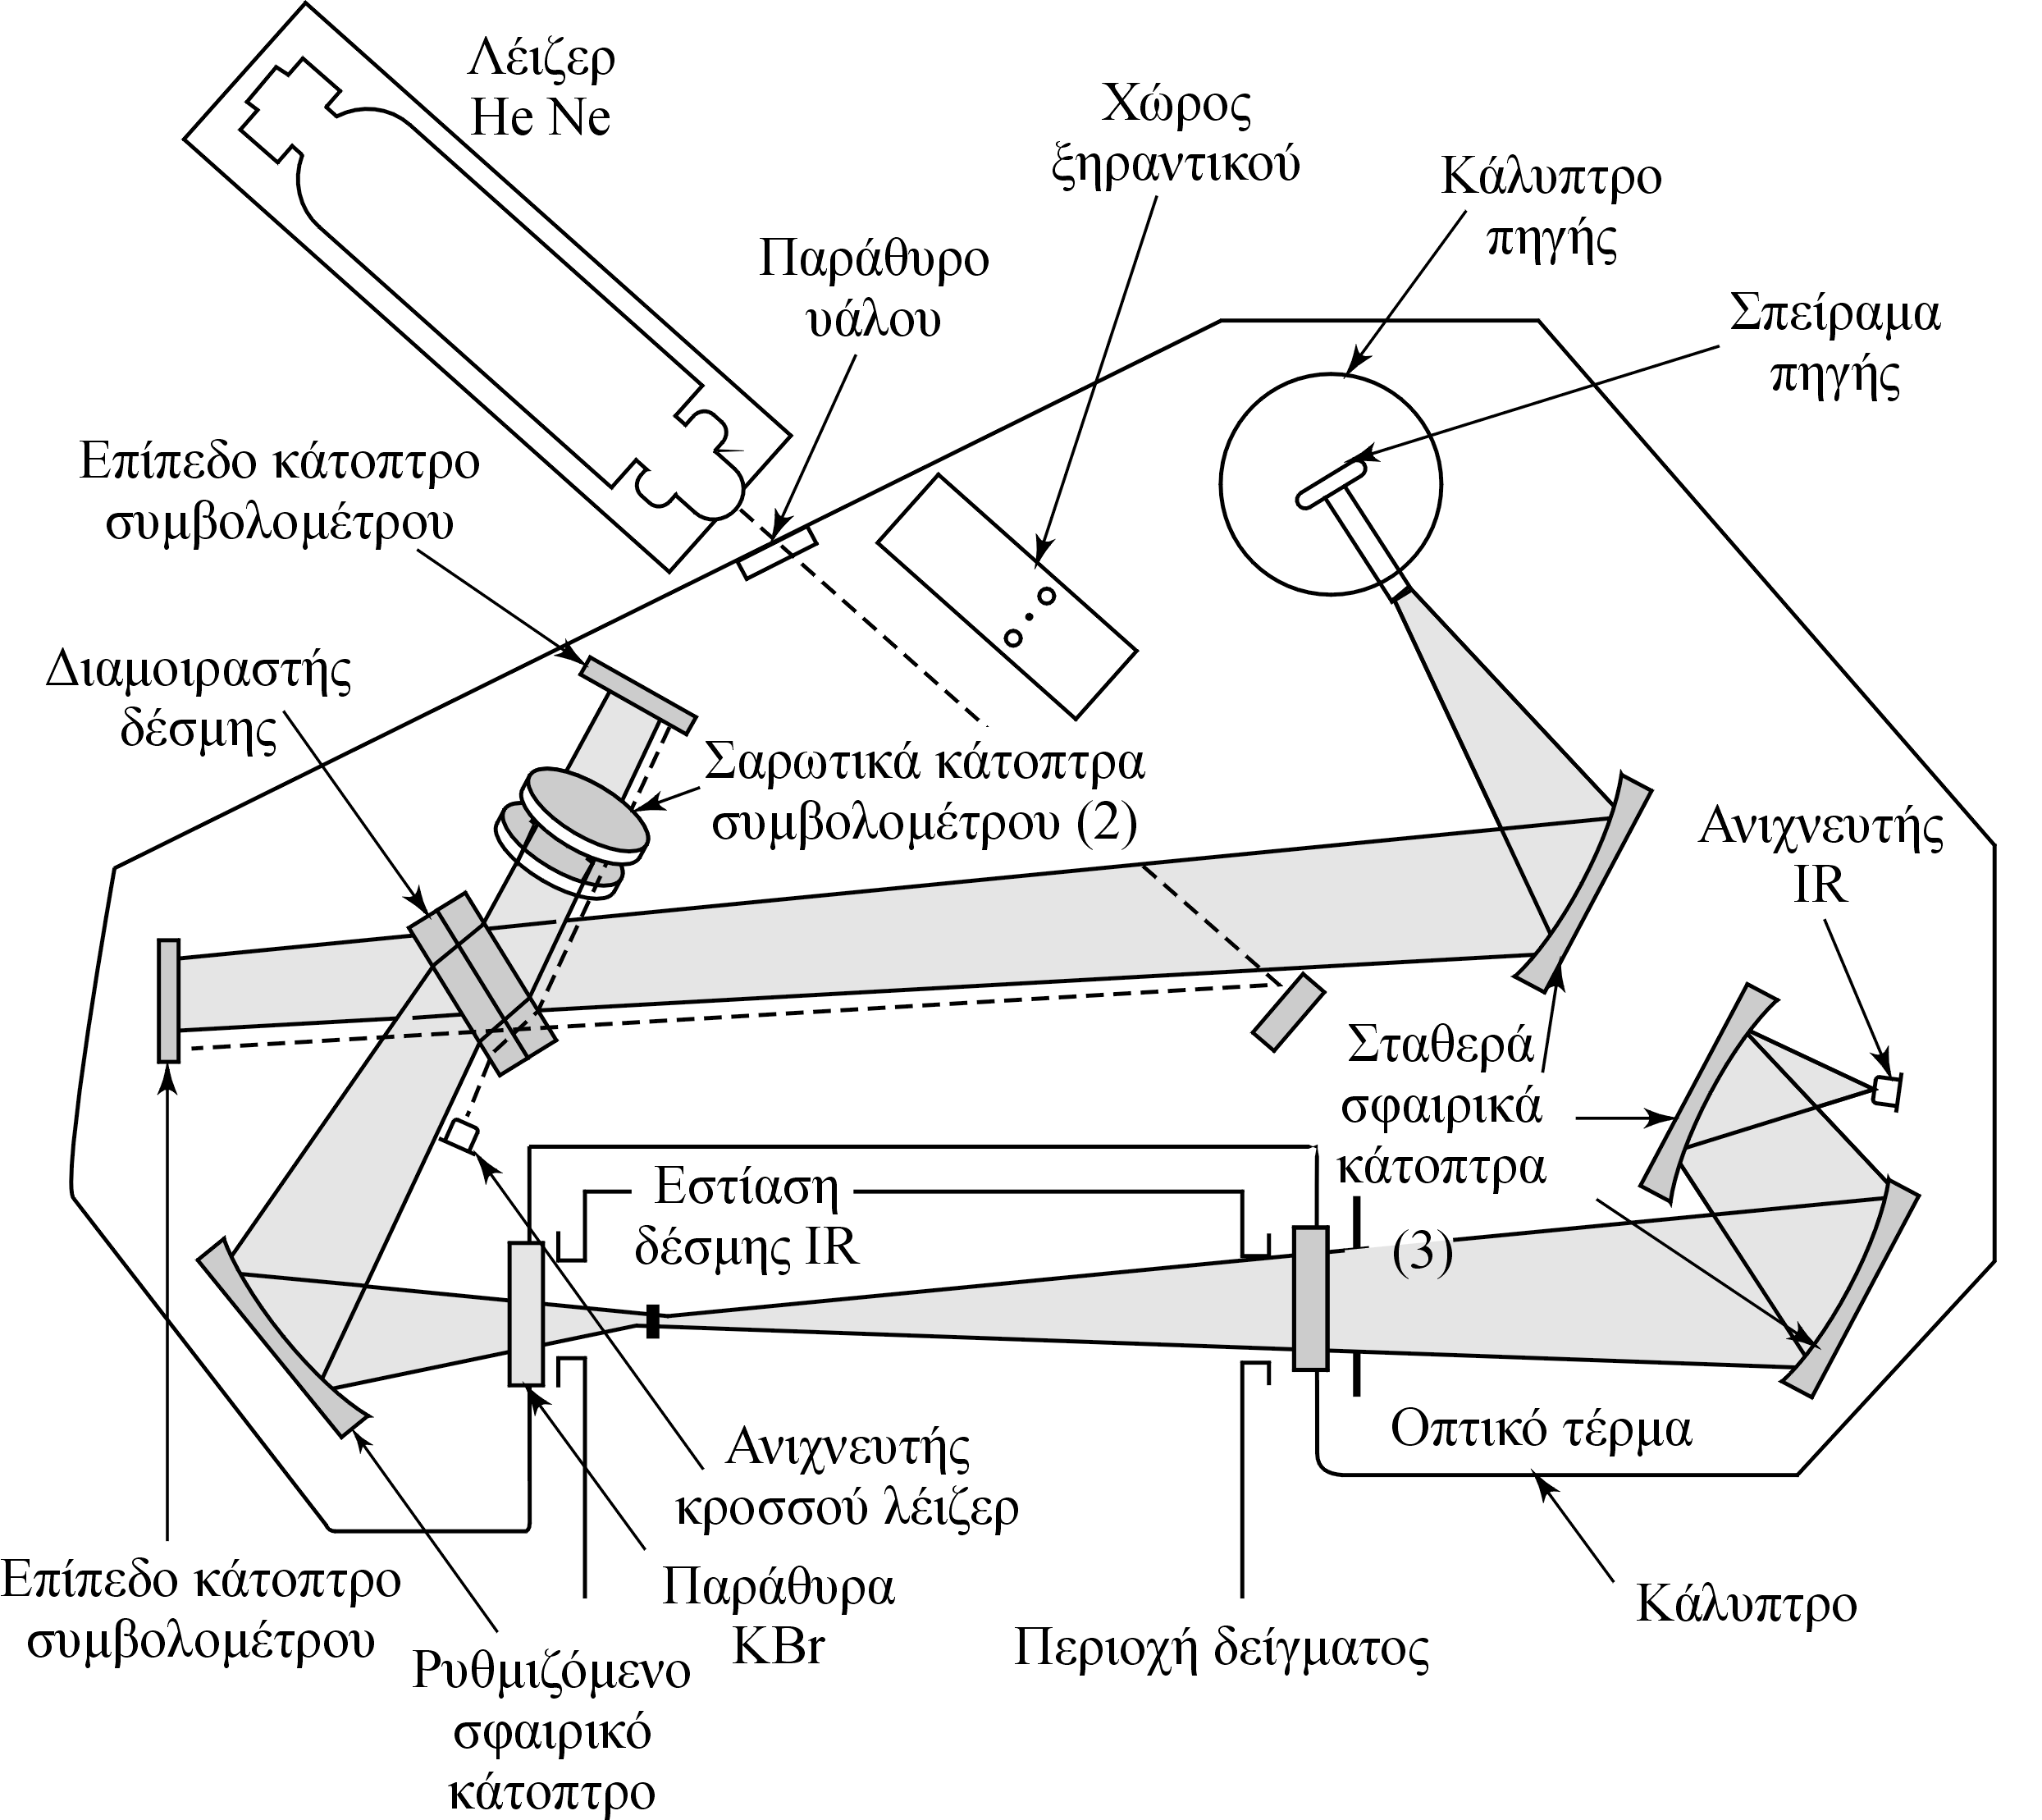 Λέιζερ
He Ne
Χώρος
ξηραντικού
Κάλυπτρο
πηγής
Παράθυρο
υάλου
Σπείραμα
πηγής
Επίπεδο κάτοπτρο
συμβολομέτρου
Διαμοιραστής
δέσμης
Σαρωτικά κάτοπτρα
συμβολομέτρου (2)
Ανιχνευτής
IR
Σταθερά
σφαιρικά
κάτοπτρα
(3)
Εστίαση
δέσμης IR
Οπτικό τέρμα
Ανιχνευτής
κροσσού λέιζερ
Επίπεδο κάτοπτρο
συμβολομέτρου
Παράθυρα
KBr
Περιοχή δείγματος
Κάλυπτρο
Ρυθμιζόμενο
σφαιρικό
κάτοπτρο